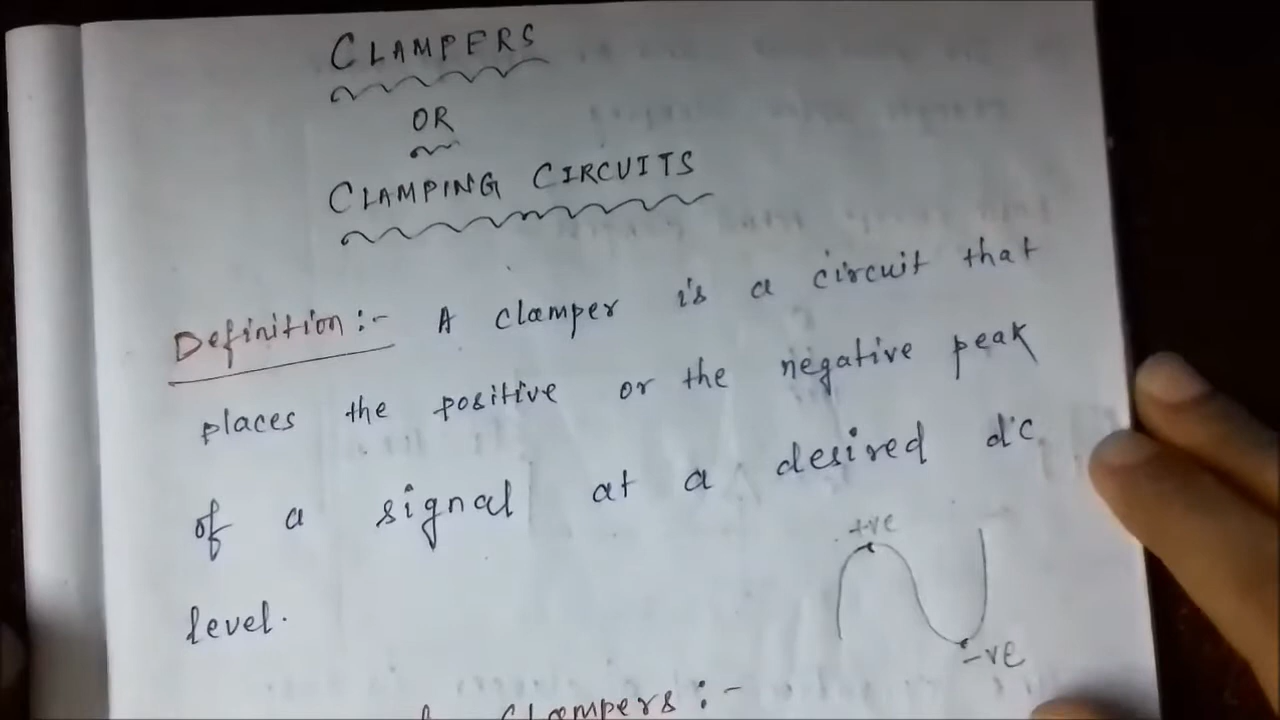 CLAMPERS
OR
CLAMPING CIRCUITS
Definition :- A clamper is a circuit that
places the positive or the negative peak
of a signal at a desired dc
level.
+ve
-ve
Clampers :-